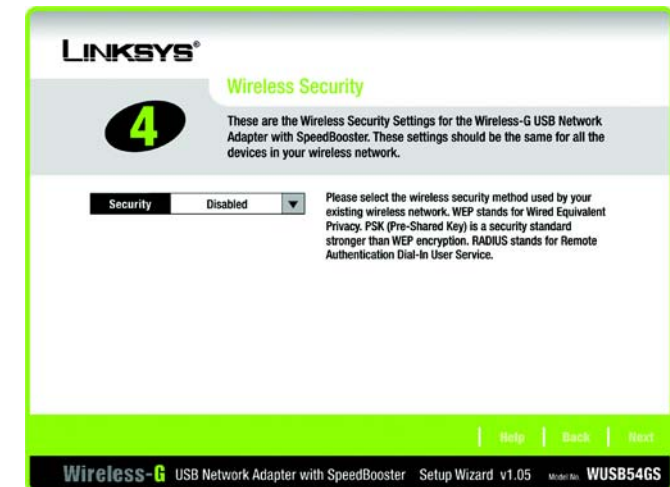 LINKSYS®
Wireless Security
4
These are the Wireless Security Settings for the Wireless-G USB Network
Adapter with SpeedBooster. These settings should be the same for all the
devices in your wireless network.
Security Disabled
Please select the wireless security method used by your
existing wireless network. WEP stands for Wired Equivalent
Privacy. PSK (Pre-Shared Key) is a security standard
stronger than WEP encryption. RADIUS stands for Remote
Authentication Dial-In User Service.
Help Back Next
Wireless-G USB Network Adapter with SpeedBooster Setup Wizard v1.05 Model No. WUSB54GS